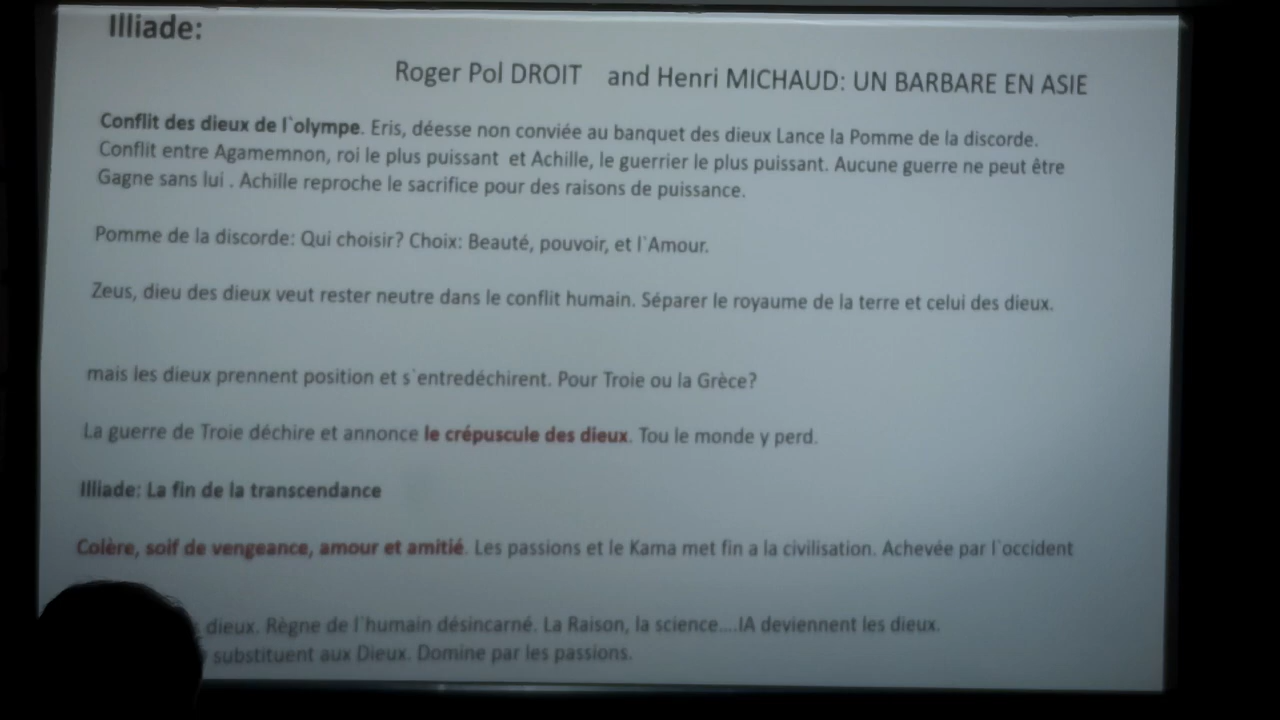 Illiade:
Roger Pol DROIT and Henri MICHAUD: UN BARBARE EN ASIE
Conflit des dieux de l`olympe. Eris, déesse non conviée au banquet des dieux Lance la Pomme de la discorde.
Conflit entre Agamemnon, roi le plus puissant et Achille, le guerrier le plus puissant. Aucune guerre ne peut être
Gagne sans lui . Achille reproche le sacrifice pour des raisons de puissance.
Pomme de la discorde: Qui choisir? Choix: Beauté, pouvoir, et l`Amour.
Zeus, dieu des dieux veut rester neutre dans le conflit humain. Séparer le royaume de la terre et celui des dieux.
mais les dieux prennent position et s`entredéchirent. Pour Troie ou la Grèce?
La guerre de Troie déchire et annonce le crépuscule des dieux. Tou le monde y perd.
Illiade: La fin de la transcendance
Colère, soif de vengeance, amour et amitié. Les passions et le Kama met fin a la civilisation. Achevée par l`occident
dieux. Règne de l`humain désincarné. La Raison, la science....IA deviennent les dieux.
substituent aux Dieux. Domine par les passions.